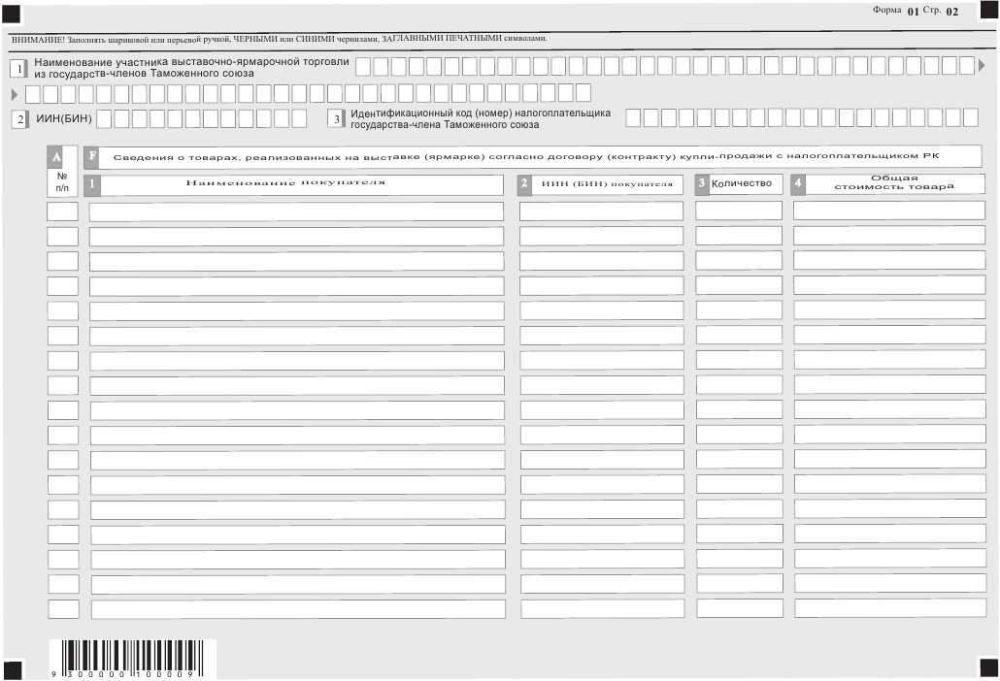 Форма 01 Стр. 02
ВНИМАНИЕ! Заполнять шариковой или перьевой ручкой, ЧЕРНЫМИ или СИНИМИ чернилами, ЗАГЛАВНЫМИ ПЕЧАТНЫМИ символами.
1 Наименование участника выставочно-ярмарочной торговли
из государств-членов Таможенного союза
2 ИИН(БИН)
3 Идентификационный код (номер) налогоплательщика
государства-члена Таможенного союза
A № п/п
F Сведения о товарах, реализованных на выставке (ярмарке) согласно договору (контракту) купли-продажи с налогоплательщиком РК
1 Наименование покупателя
2 ИИН (БИН) покупателя
3 Количество
4 Общая
стоимость товара
9 300000 100009